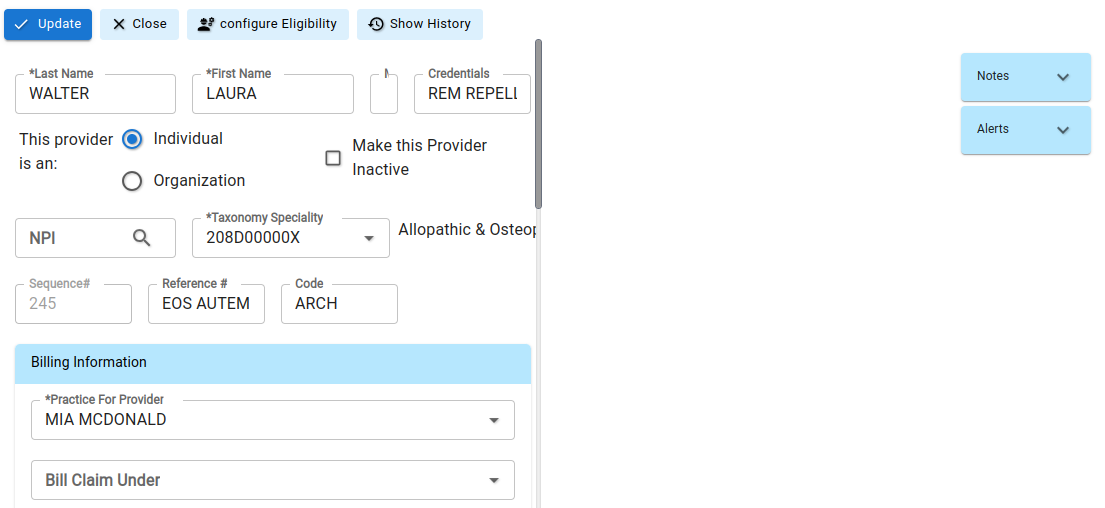 Update Close configure Eligibility Show History
*Last Name *First Name Credentials
WALTER LAURA REM REPELL
Notes
Alerts
This provider is an:
Individual
Organization
Make this Provider
Inactive
NPI
*Taxonomy Speciality
208D00000X
Allopathic & Osteop
Sequence# Reference # Code
245 EOS AUTEM ARCH
Billing Information
*Practice For Provider
MIA MCDONALD
Bill Claim Under